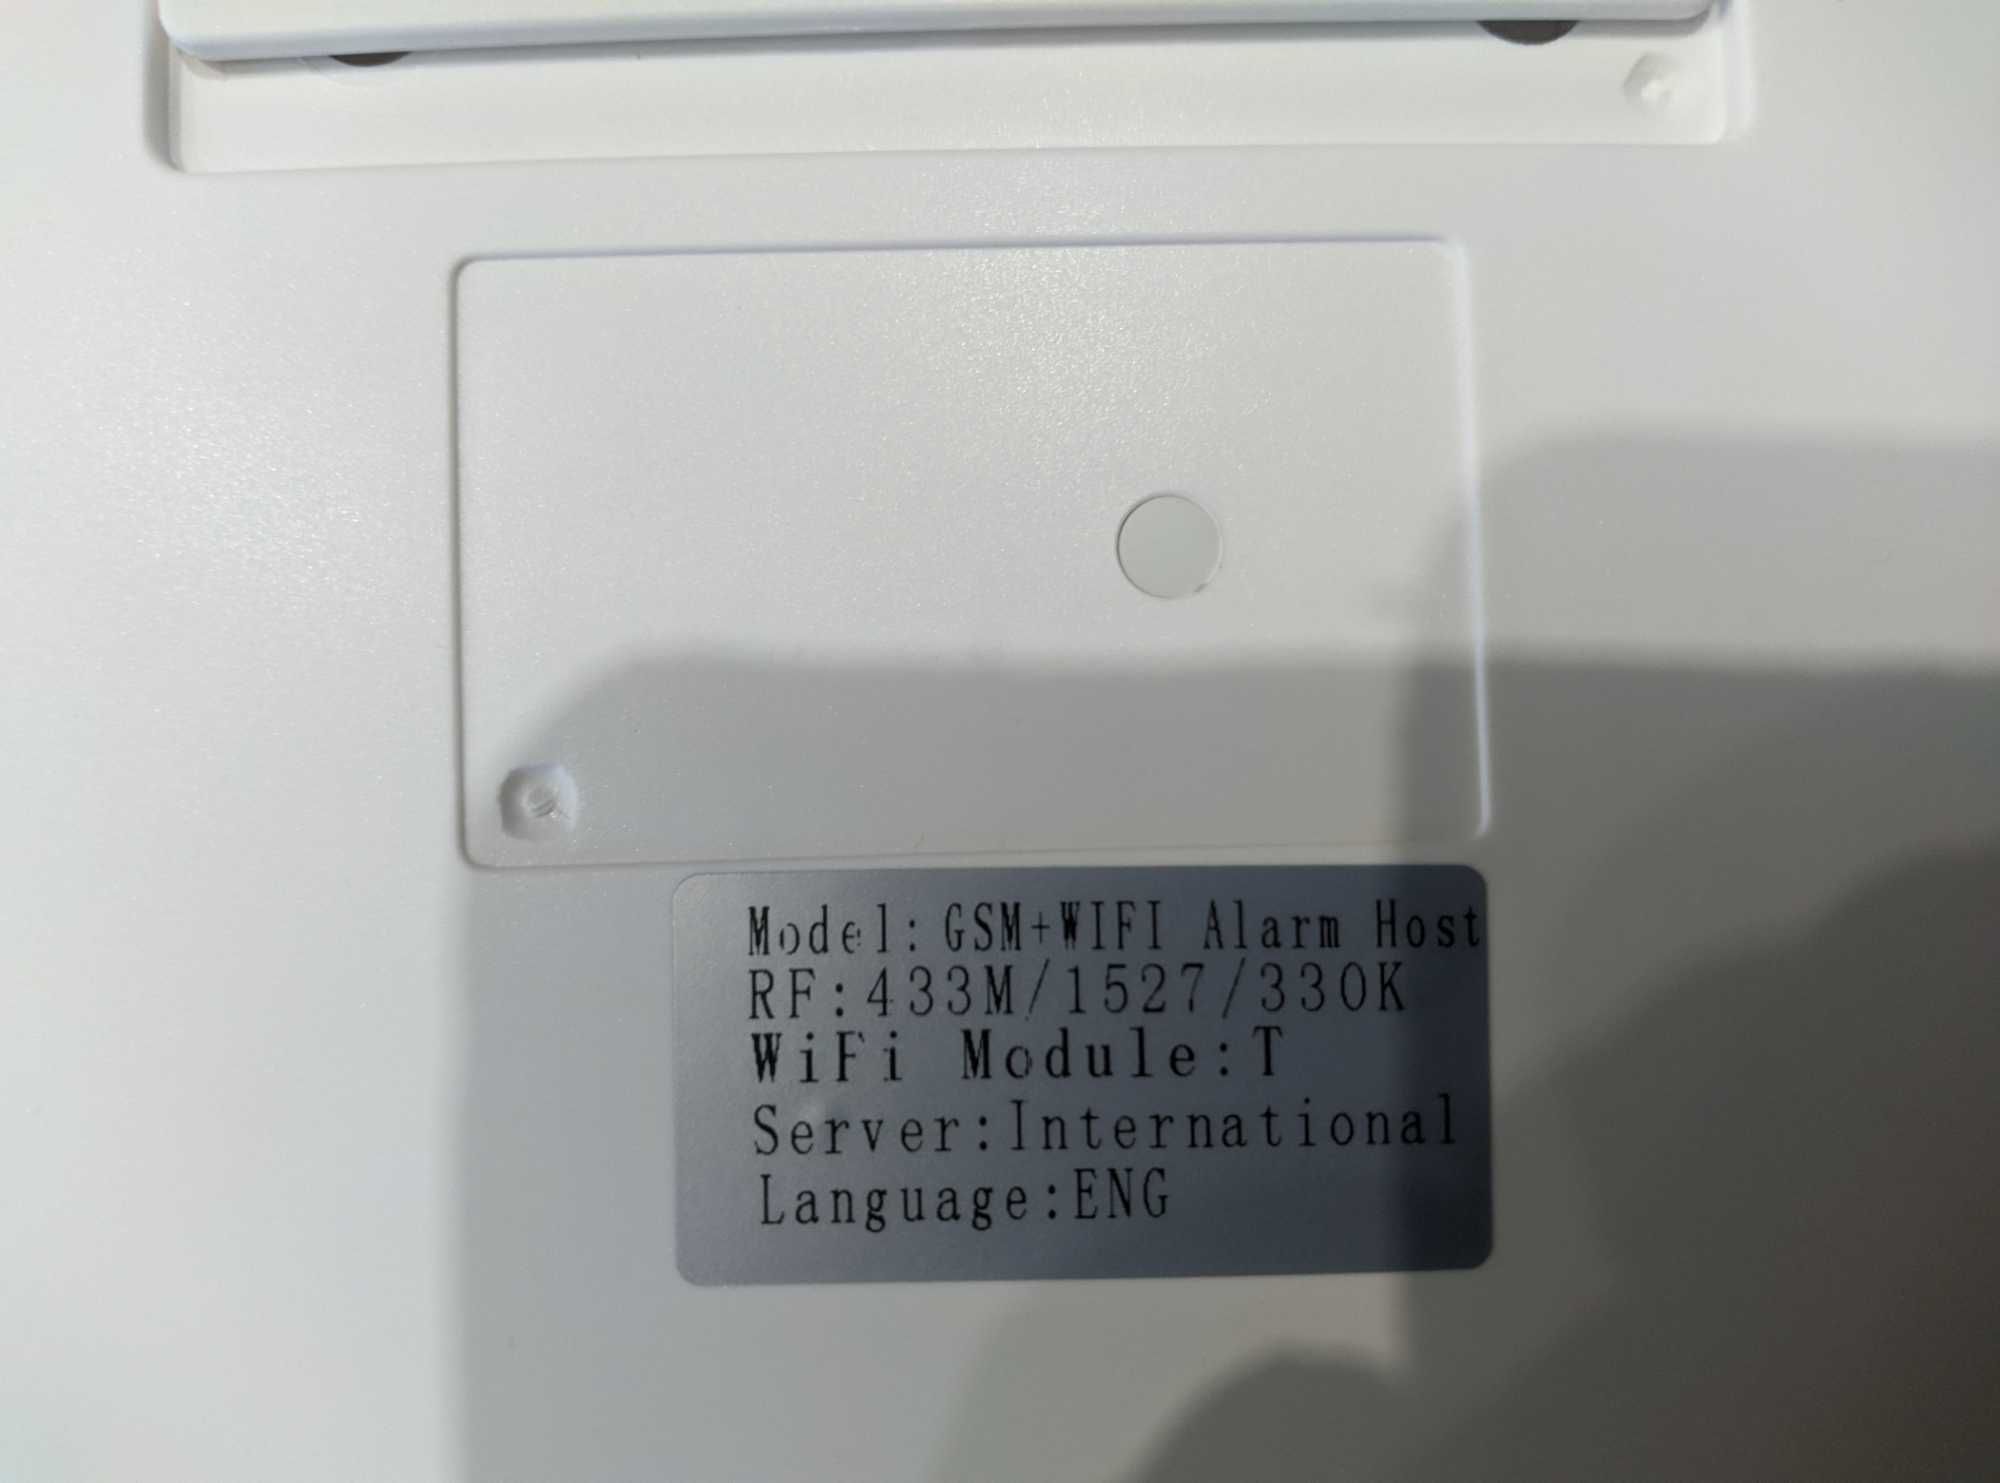 Model: GSM+WIFI Alarm Host
RF:433M/1527/330K
WiFi Module:T
Server:International
Language:ENG